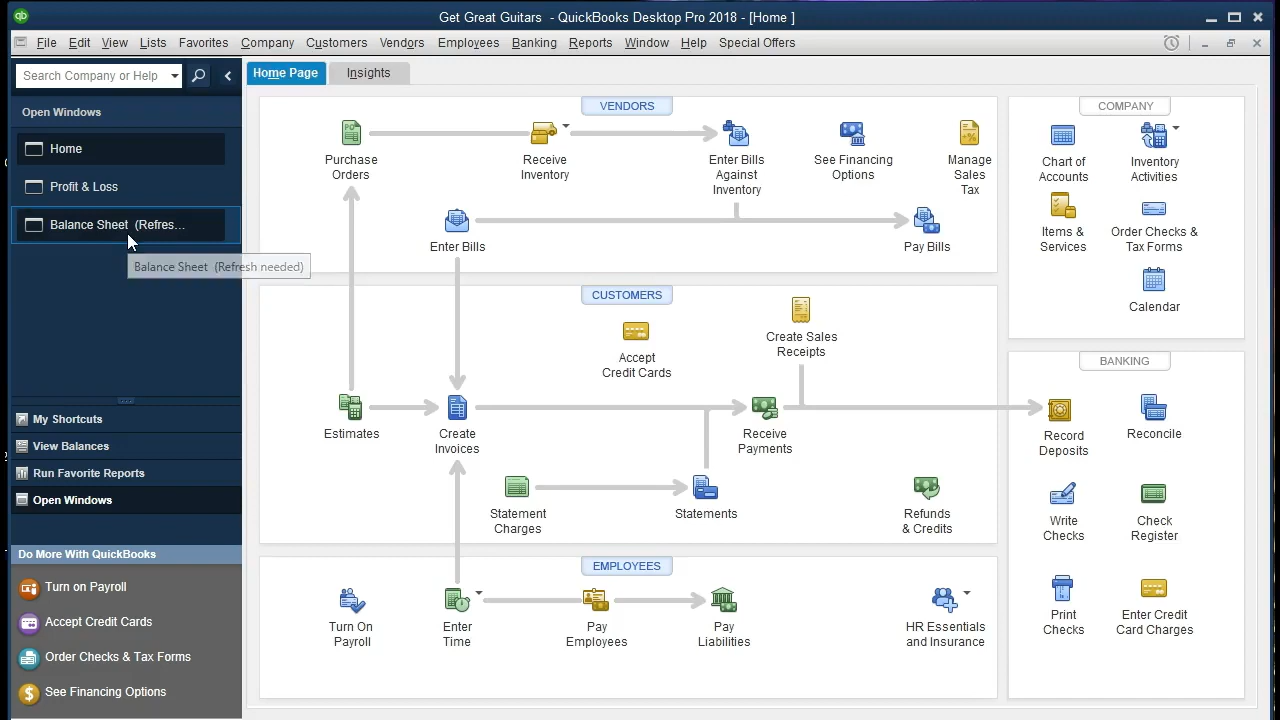 Get Great Guitars - QuickBooks Desktop Pro 2018 - [Home ]
File Edit View Lists Favorites Company Customers Vendors Employees Banking Reports Window Help Special Offers
Search Company or Help
Open Windows
Home
Profit & Loss
Balance Sheet (Refres...
Balance Sheet (Refresh needed)
My Shortcuts
View Balances
Run Favorite Reports
Open Windows
Do More With QuickBooks
Turn on Payroll
Accept Credit Cards
Order Checks & Tax Forms
See Financing Options
Home Page Insights
VENDORS
Purchase
Orders
Receive
Inventory
Enter Bills
Against
Inventory
See Financing
Options
Manage
Sales
Tax
Enter Bills
Pay Bills
CUSTOMERS
Accept
Credit Cards
Create Sales
Receipts
Estimates
Create
Invoices
Receive
Payments
Statement
Charges
Statements
Refunds
& Credits
EMPLOYEES
Turn On
Payroll
Enter
Time
Pay
Employees
Pay
Liabilities
HR Essentials
and Insurance
COMPANY
Chart of
Accounts
Inventory
Activities
Items &
Services
Order Checks &
Tax Forms
Calendar
BANKING
Record
Deposits
Reconcile
Write
Checks
Check
Register
Print
Checks
Enter Credit
Card Charges